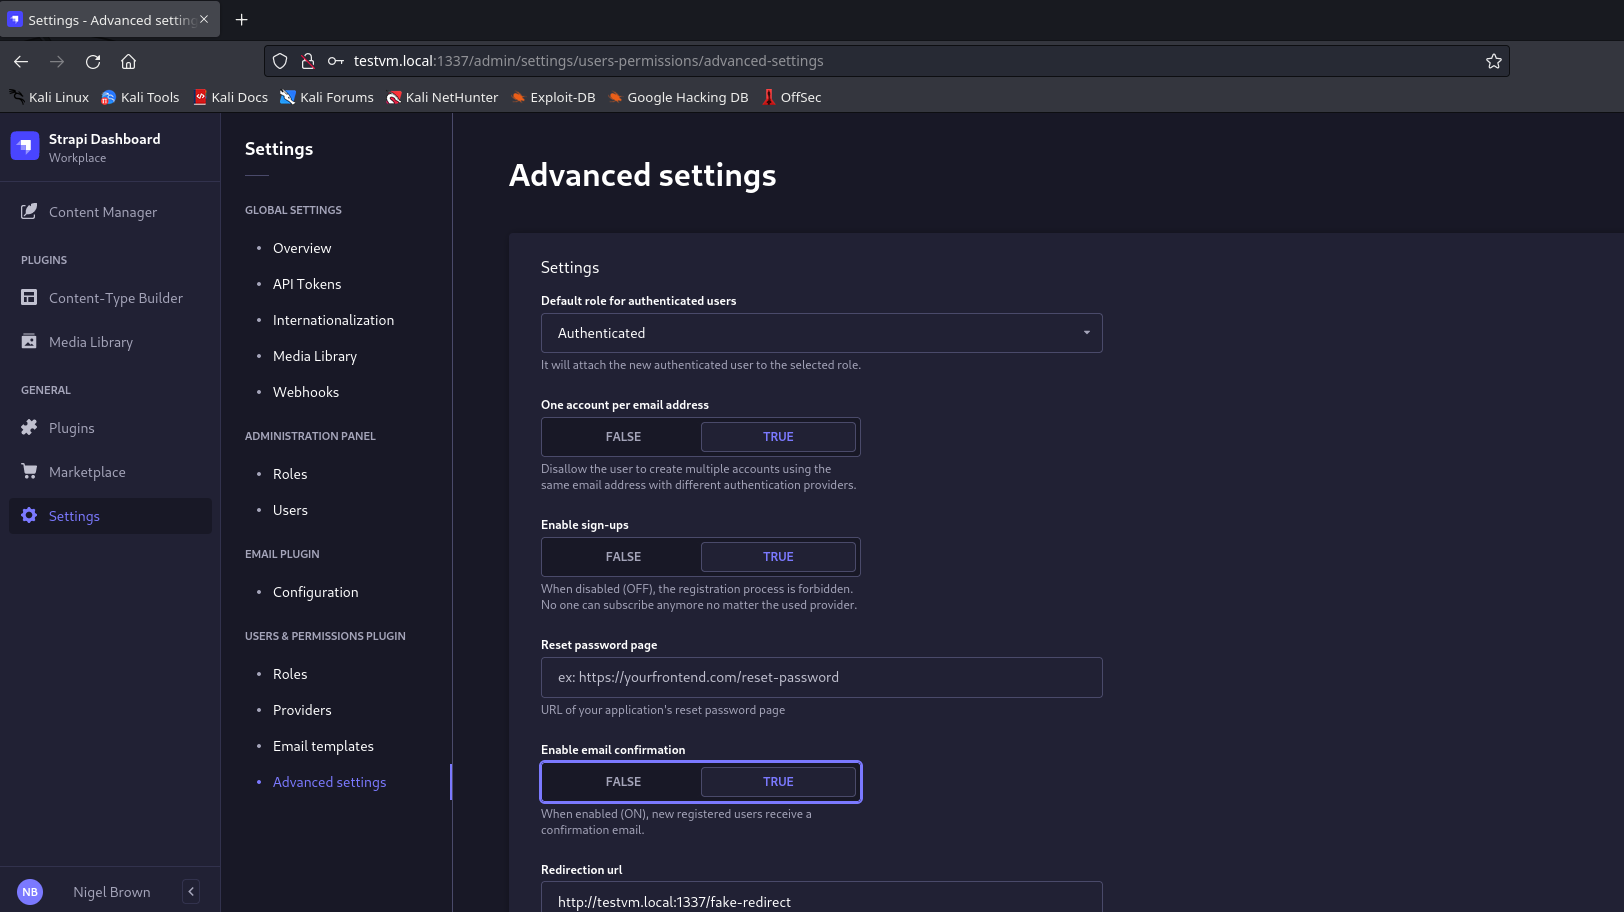 Settings - Advanced setting
testvm.local:1337/admin/settings/users-permissions/advanced-settings
Kali Linux Kali Tools Kali Docs Kali Forums Kali NetHunter Exploit-DB Google Hacking DB OffSec
Strapi Dashboard
Workplace
Content Manager
PLUGINS
Content-Type Builder
Media Library
GENERAL
Plugins
Marketplace
Settings
NB Nigel Brown
Settings
GLOBAL SETTINGS
Overview
API Tokens
Internationalization
Media Library
Webhooks
ADMINISTRATION PANEL
Roles
Users
EMAIL PLUGIN
Configuration
USERS & PERMISSIONS PLUGIN
Roles
Providers
Email templates
Advanced settings
Advanced settings
Settings
Default role for authenticated users
Authenticated
It will attach the new authenticated user to the selected role.
One account per email address
FALSE TRUE
Disallow the user to create multiple accounts using the
same email address with different authentication providers.
Enable sign-ups
FALSE TRUE
When disabled (OFF), the registration process is forbidden.
No one can subscribe anymore no matter the used provider.
Reset password page
ex: https://yourfrontend.com/reset-password
URL of your application's reset password page
Enable email confirmation
FALSE TRUE
When enabled (ON), new registered users receive a
confirmation email.
Redirection url
http://testvm.local:1337/fake-redirect